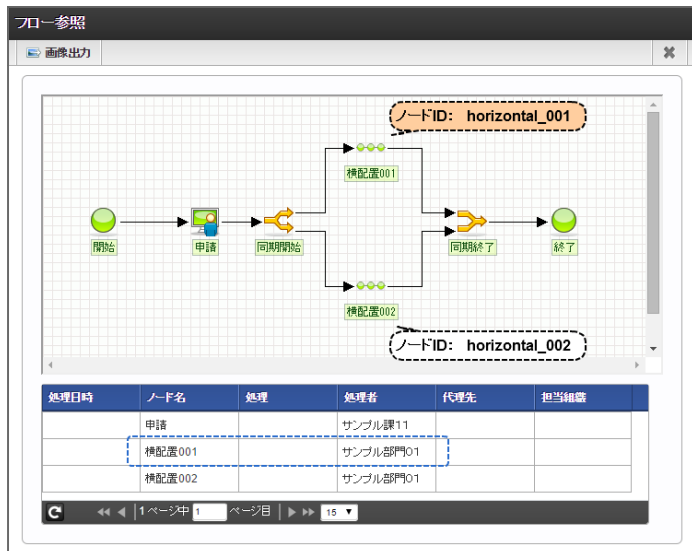 フロー参照
画像出力
ノードID: horizontal_001
横配置001
開始
申請
同期開始
同期終了
終了
横配置002
ノードID: horizontal_002
処理日時 ノード名 処理 処理者 代理先 担当組織
申請 サンプル課11
横配置001 サンプル部門01
横配置002 サンプル部門01
1 ページ中 1 ページ目 15